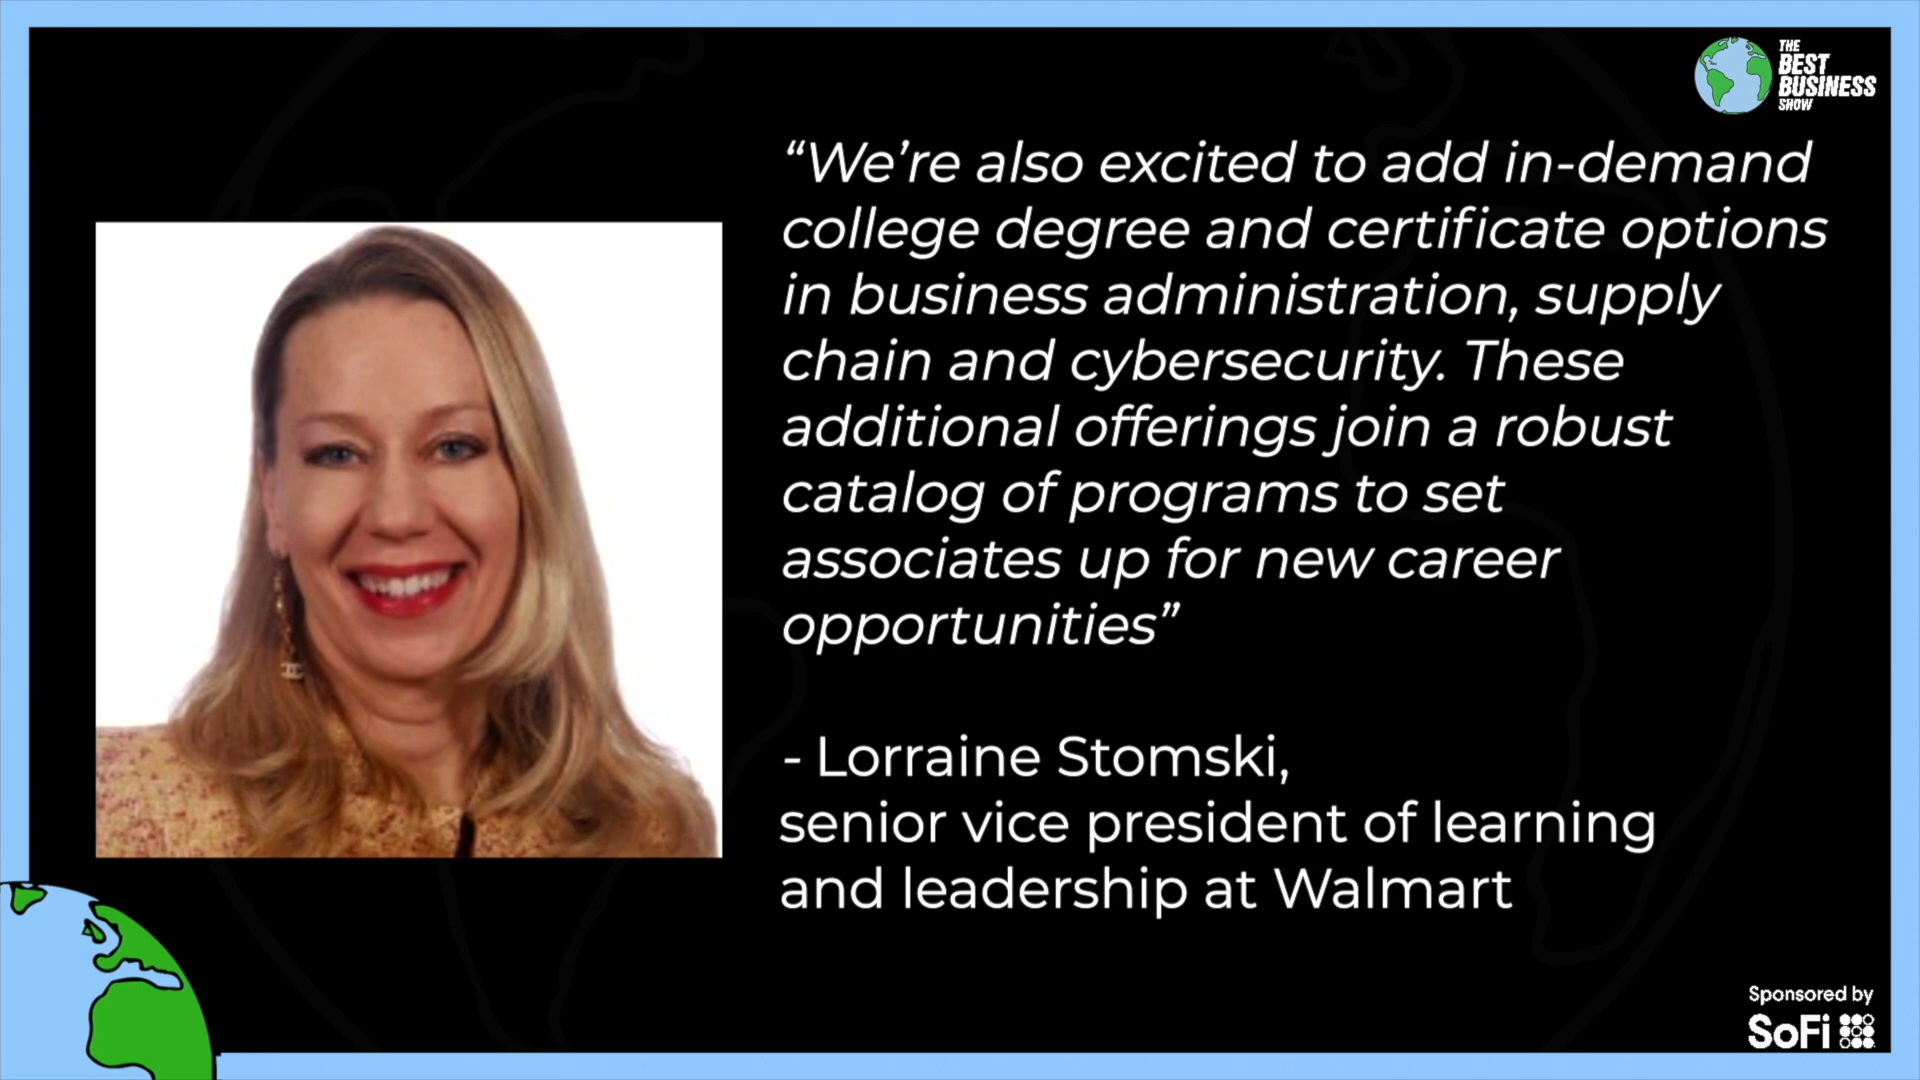 THE
BEST
BUSINESS
SHOW
“We’re also excited to add in-demand
college degree and certificate options
in business administration, supply
chain and cybersecurity. These
additional offerings join a robust
catalog of programs to set
associates up for new career
opportunities”
- Lorraine Stomski,
senior vice president of learning
and leadership at Walmart
Sponsored by
SoFi